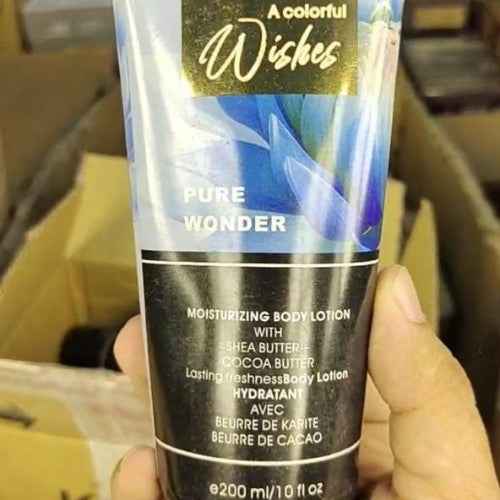 A colorful
Wishes
PURE
WONDER
MOISTURIZING BODY LOTION
WITH
-SHEA BUTTER-
COCOA BUTTER
Lasting freshnessBody Lotion
HYDRATANT
AVEC
BEURRE DE KARITE
BEURRE DE CACAO
e200 ml/10 fl oz